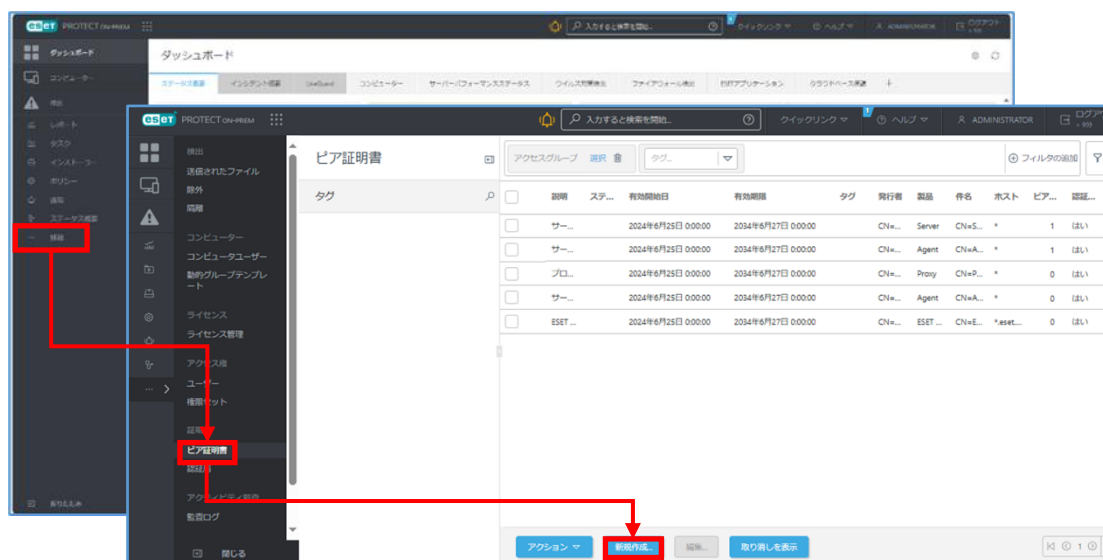 eset PROTECT ON-PREM
入力すると検索を開始...
クイックリンク
ヘルプ
ADMINISTRATOR
ログアウト
ダッシュボード
コンピューター
検出
レポート
タスク
インストーラー
ポリシー
通知
ステータス概要
詳細
折りたたみ
ダッシュボード
ステータス概要
インシデント概要
LiveGuard
コンピューター
サーバーパフォーマンスステータス
ウイルス対策検出
ファイアウォール検出
ESETアプリケーション
クラウドベース保護
eset PROTECT ON-PREM
入力すると検索を開始...
クイックリンク
ヘルプ
ADMINISTRATOR
ログアウ
検出
送信されたファイル
除外
隔離
コンピューター
コンピュータユーザー
動的グループテンプレ
ート
ライセンス
ライセンス管理
アクセス権
ユーザー
権限セット
ピア証明書
認証局
アクティビティ監査
監査ログ
閉じる
ピア証明書
タグ
アクセスグループ 選択
タグ...
フィルタの追加
説明 ステ... 有効開始日 有効期限 タグ 発行者 製品 件名 ホスト ピア... 認証...
サー... 2024年6月25日 0:00:00 2034年6月27日 0:00:00 CN=... Server CN=S... * 1 はい
サー... 2024年6月25日 0:00:00 2034年6月27日 0:00:00 CN=... Agent CN=A... * 1 はい
プロ... 2024年6月25日 0:00:00 2034年6月27日 0:00:00 CN=... Proxy CN=P... * 0 はい
サー... 2024年6月25日 0:00:00 2034年6月27日 0:00:00 CN=... Agent CN=A... * 0 はい
ESET ... 2024年6月25日 0:00:00 2034年6月27日 0:00:00 CN=... ESET ... CN=E... *.eset.... 0 はい
アクション
新規作成...
編集...
取り消しを表示
1